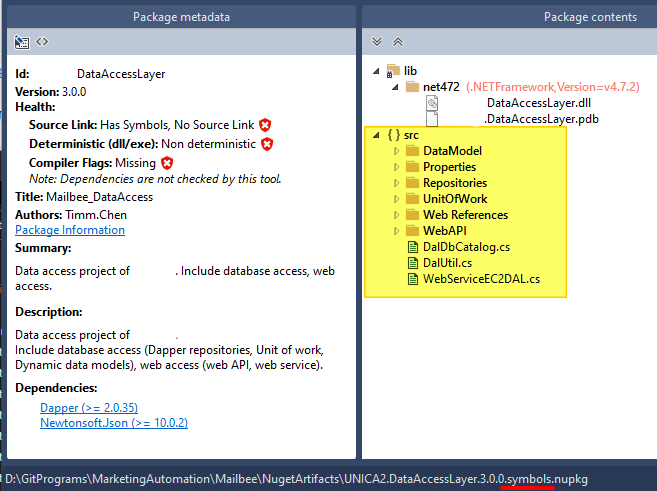 Package metadata
Id: DataAccessLayer
Version: 3.0.0
Health:
Source Link: Has Symbols, No Source Link
Deterministic (dll/exe): Non deterministic
Compiler Flags: Missing
Note: Dependencies are not checked by this tool.
Title: Mailbee_DataAccess
Authors: Timm.Chen
Package Information
Summary:
Data access project of . Include database access, web
access.
Description:
Data access project of .
Include database access (Dapper repositories, Unit of work,
Dynamic data models), web access (web API, web service).
Dependencies:
Dapper (>= 2.0.35)
Newtonsoft.Json (>= 10.0.2)
Package contents
lib
net472 (.NETFramework,Version=v4.7.2)
DataAccessLayer.dll
.DataAccessLayer.pdb
{ } src
DataModel
Properties
Repositories
UnitOfWork
Web References
WebAPI
DalDbCatalog.cs
DalUtil.cs
WebServiceEC2DAL.cs
D:\GitPrograms\MarketingAutomation\Mailbee\NugetArtifacts\UNICA2.DataAccessLayer.3.0.0.symbols.nupkg